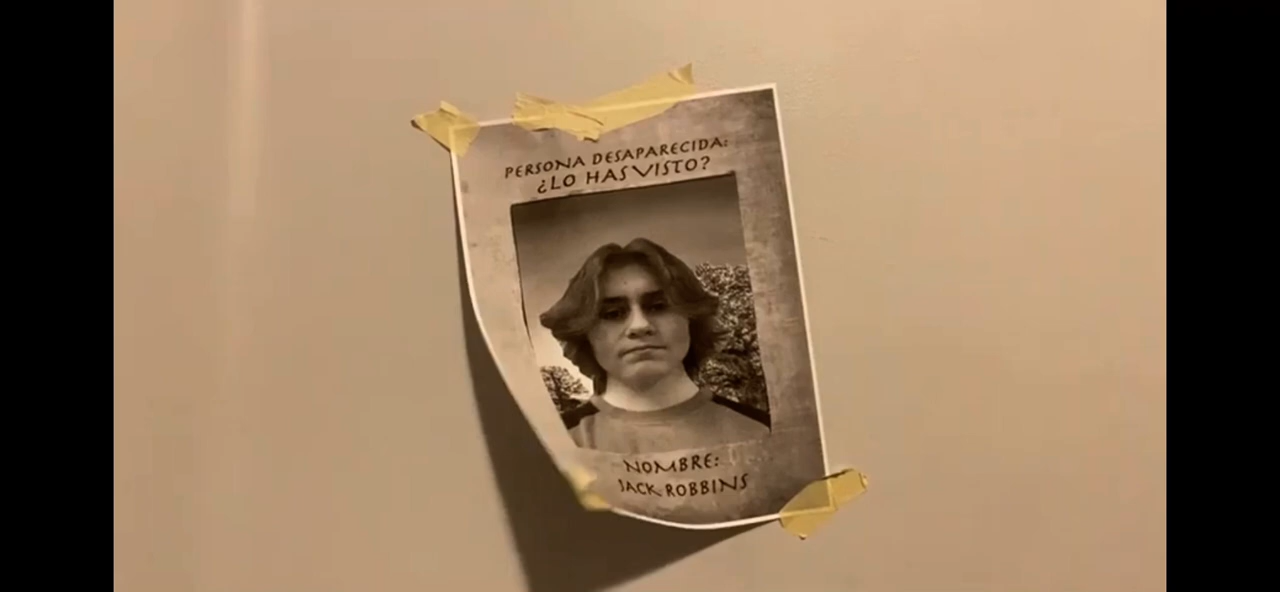 PERSONA DESAPARECIDA:
¿LO HAS VISTO?
NOMBRE:
JACK ROBBINS